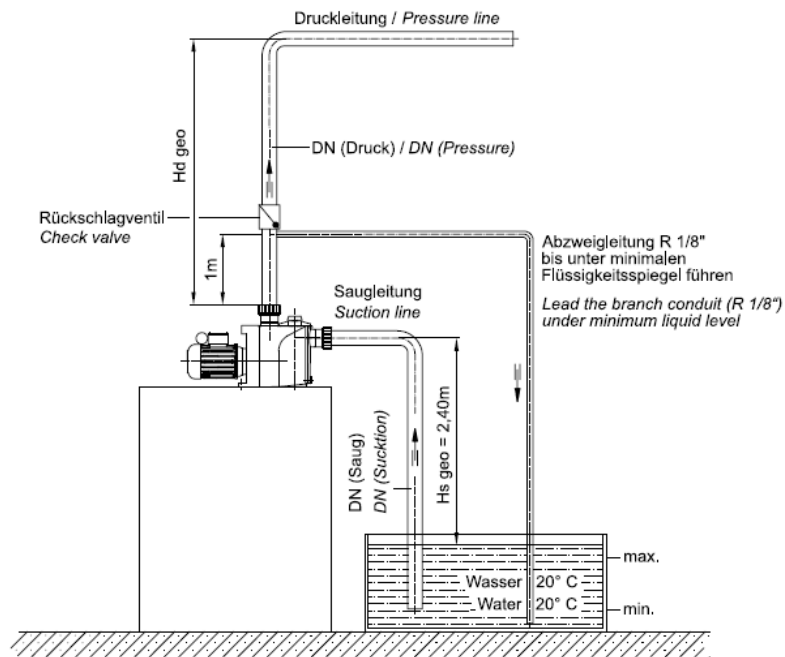 Druckleitung / Pressure line
Hd geo
DN (Druck) / DN (Pressure)
Rückschlagventil
Check valve
1m
Abzweigleitung R 1/8"
bis unter minimalen
Flüssigkeitsspiegel führen
Lead the branch conduit (R 1/8“)
under minimum liquid level
Saugleitung
Suction line
DN (Saug)
DN (Sucktion)
Hs geo = 2,40m
max.
Wasser 20° C
Water 20° C
min.